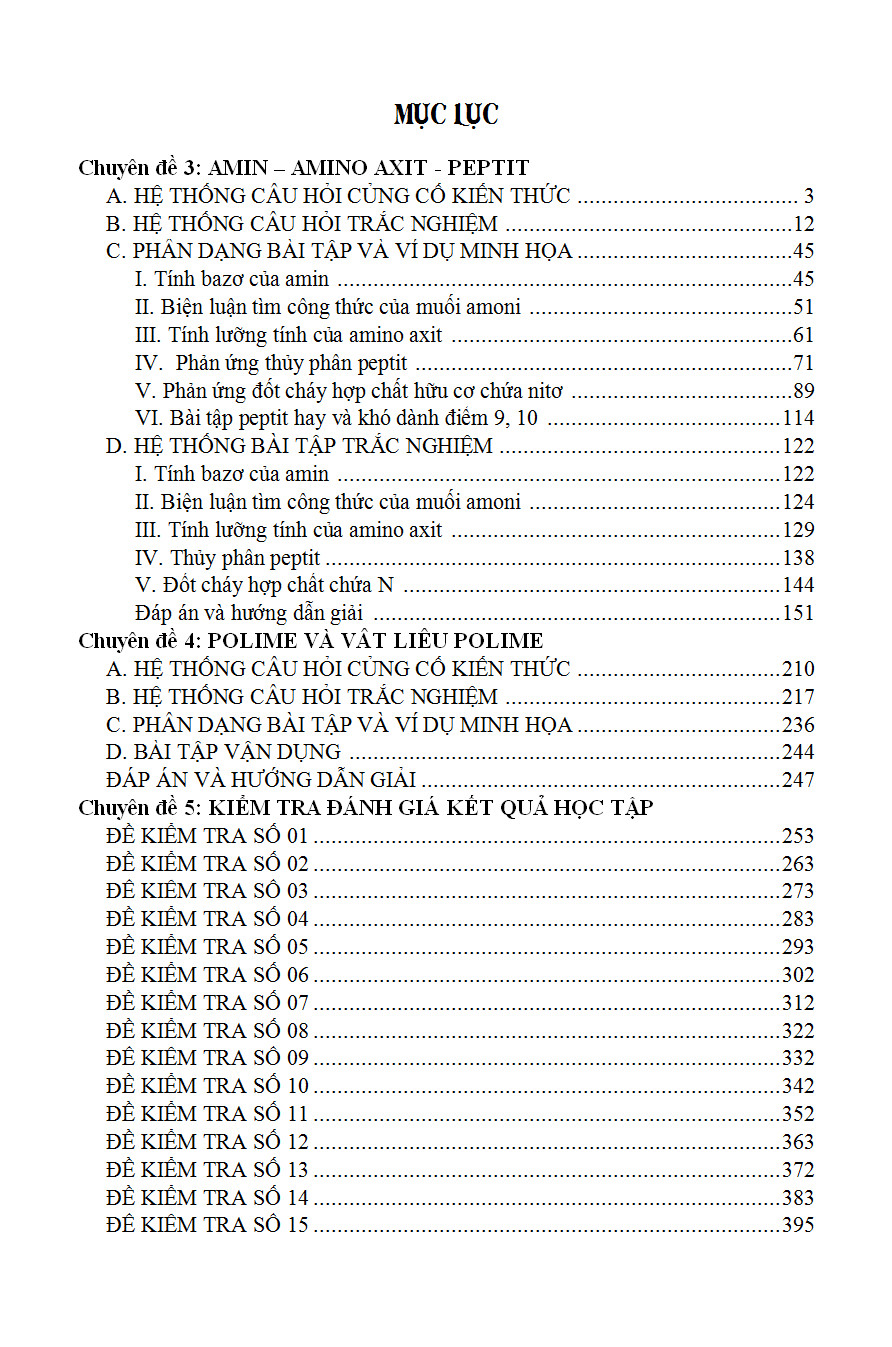 MỤC LỤC
Chuyên đề 3: AMIN – AMINO AXIT - PEPTIT
A. HỆ THỐNG CÂU HỎI CỦNG CỐ KIẾN THỨC ....................................... 3
B. HỆ THỐNG CÂU HỎI TRẮC NGHIỆM ...................................................12
C. PHÂN DẠNG BÀI TẬP VÀ VÍ DỤ MINH HỌA .......................................45
I. Tính bazơ của amin ................................................................................45
II. Biện luận tìm công thức của muối amoni ...............................................51
III. Tính lưỡng tính của amino axit ............................................................61
IV. Phản ứng thủy phân peptit ...................................................................71
V. Phản ứng đốt cháy hợp chất hữu cơ chứa nitơ .......................................89
VI. Bài tập peptit hay và khó dành điểm 9, 10 .........................................114
D. HỆ THỐNG BÀI TẬP TRẮC NGHIỆM ..................................................122
I. Tính bazơ của amin ..............................................................................122
II. Biện luận tìm công thức của muối amoni .............................................124
III. Tính lưỡng tính của amino axit ..........................................................129
IV. Thủy phân peptit ................................................................................138
V. Đốt cháy hợp chất chứa N ...................................................................144
Đáp án và hướng dẫn giải ........................................................................151
Chuyên đề 4: POLIME VÀ VẬT LIỆU POLIME
A. HỆ THỐNG CÂU HỎI CỦNG CỐ KIẾN THỨC ....................................210
B. HỆ THỐNG CÂU HỎI TRẮC NGHIỆM .................................................217
C. PHÂN DẠNG BÀI TẬP VÀ VÍ DỤ MINH HỌA .....................................236
D. BÀI TẬP VẬN DỤNG ............................................................................244
ĐÁP ÁN VÀ HƯỚNG DẪN GIẢI ................................................................247
Chuyên đề 5: KIỂM TRA ĐÁNH GIÁ KẾT QUẢ HỌC TẬP
ĐỀ KIỂM TRA SỐ 01 ..................................................................................253
ĐỀ KIỂM TRA SỐ 02 ..................................................................................263
ĐỀ KIỂM TRA SỐ 03 ..................................................................................273
ĐỀ KIỂM TRA SỐ 04 ..................................................................................283
ĐỀ KIỂM TRA SỐ 05 ..................................................................................293
ĐỀ KIỂM TRA SỐ 06 ..................................................................................302
ĐỀ KIỂM TRA SỐ 07 ..................................................................................312
ĐỀ KIỂM TRA SỐ 08 ..................................................................................322
ĐỀ KIỂM TRA SỐ 09 ..................................................................................332
ĐỀ KIỂM TRA SỐ 10 ..................................................................................342
ĐỀ KIỂM TRA SỐ 11 ..................................................................................352
ĐỀ KIỂM TRA SỐ 12 ..................................................................................363
ĐỀ KIỂM TRA SỐ 13 ..................................................................................372
ĐỀ KIỂM TRA SỐ 14 ..................................................................................383
ĐỀ KIỂM TRA SỐ 15 ..................................................................................395